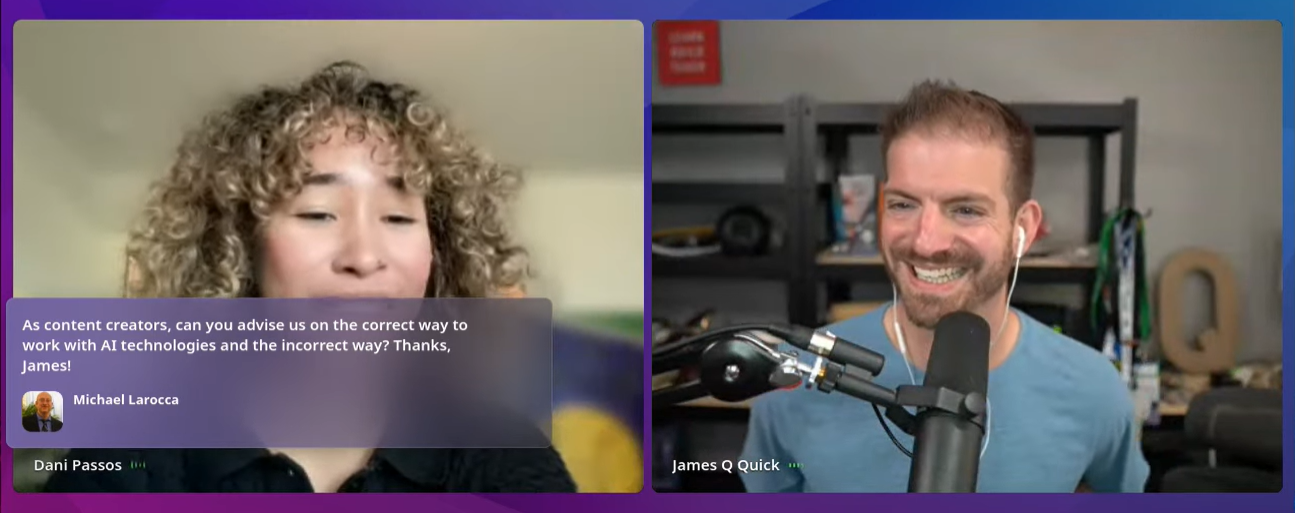 As content creators, can you advise us on the correct way to
work with AI technologies and the incorrect way? Thanks,
James!
Michael Larocca
Dani Passos
James Q Quick
Q